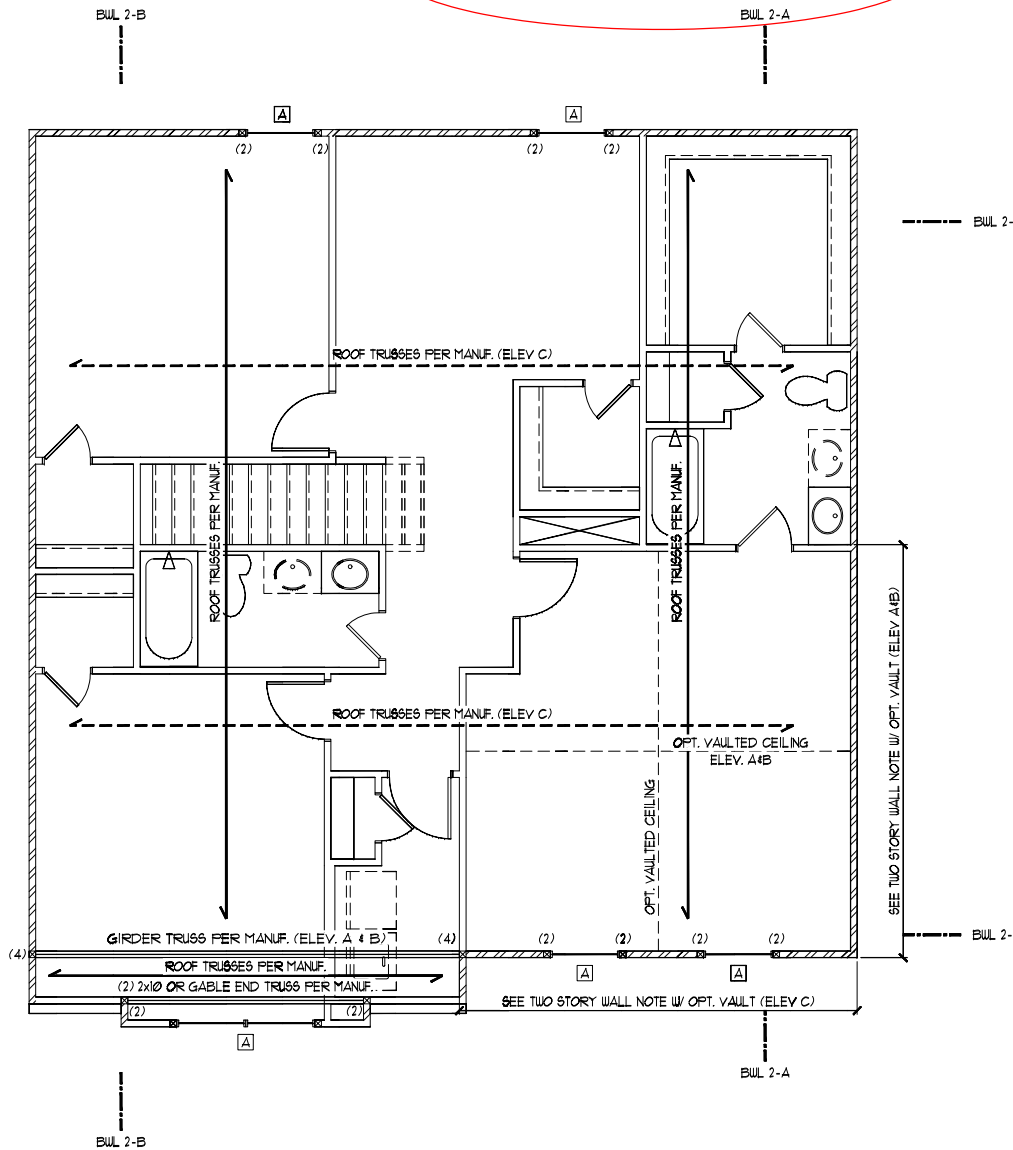 BWL 2-B
BWL 2-A
A
A
(2)
(2)
(2)
(2)
BWL 2-
ROOF TRUSSES PER MANUF. (ELEV C)
ROOF TRUSSES PER MANUF.
ROOF TRUSSES PER MANUF.
SEE TWO STORY WALL NOTE W/ OPT. VAULT (ELEV A&B)
ROOF TRUSSES PER MANUF. (ELEV C)
OPT. VAULTED CEILING
ELEV. A&B
OPT. VAULTED CEILING
GIRDER TRUSS PER MANUF. (ELEV. A & B)
(4)
(4)
(2)
(2)
(2)
(2)
BWL 2-
ROOF TRUSSES PER MANUF.
A
A
(2) 2x10 OR GABLE END TRUSS PER MANUF.
SEE TWO STORY WALL NOTE W/ OPT. VAULT (ELEV C)
(2)
(2)
A
BWL 2-A
BWL 2-B